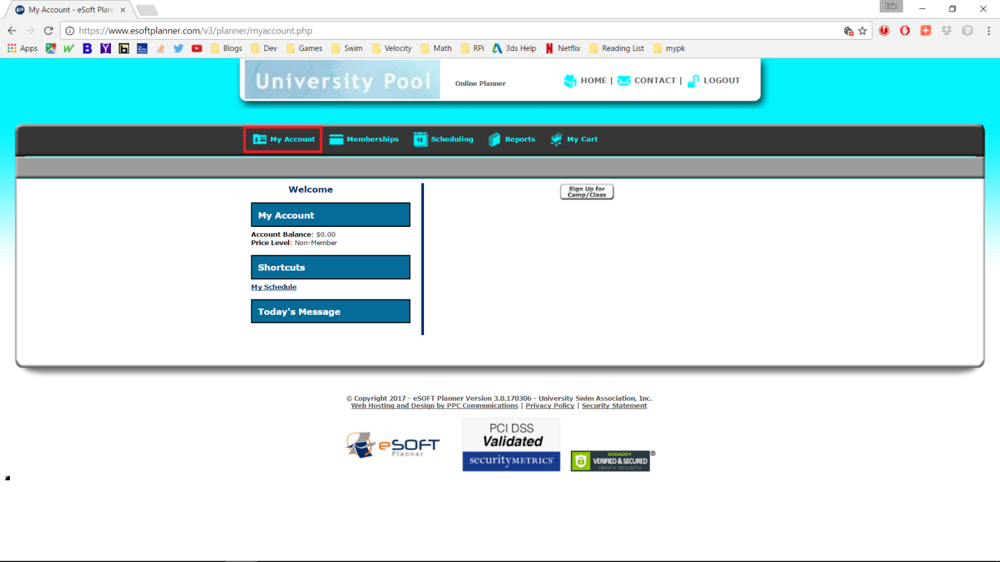 My Account - eSoft Plan
Eric
https://www.esoftplanner.com/v3/planner/myaccount.php
Apps Blogs Dev Games Swim Velocity Math RPi 3ds Help Netflix Reading List mypk
University Pool
Online Planner
HOME | CONTACT | LOGOUT
My Account Memberships 12 Scheduling Reports My Cart
Welcome
My Account
Account Balance: $0.00
Price Level: Non-Member
Shortcuts
My Schedule
Today's Message
Sign Up for
Camp/Class
© Copyright 2017 - eSOFT Planner Version 3.0.170306 - University Swim Association, Inc.
Web Hosting and Design by PPC Communications | Privacy Policy | Security Statement
eSOFT
Planner
PCI DSS
Validated
securityMETRICS®
GODADDY
VERIFIED & SECURED
VERIFY SECURITY
®